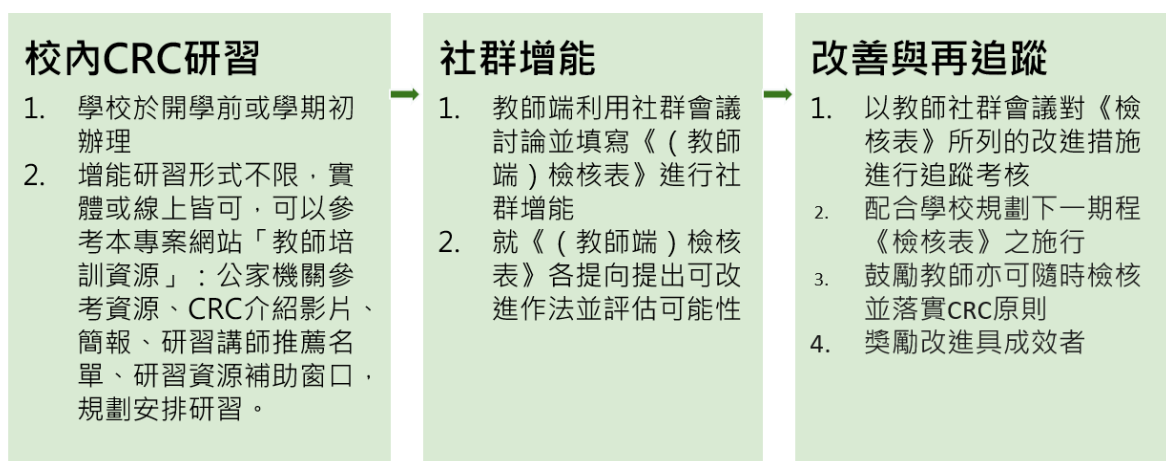 校內CRC研習
1. 學校於開學前或學期初
辦理
2. 增能研習形式不限，實
體或線上皆可，可以參
考本專案網站「教師培
訓資源」：公家機關參
考資源、CRC介紹影片、
簡報、研習講師推薦名
單、研習資源補助窗口，
規劃安排研習。
社群增能
1. 教師端利用社群會議
討論並填寫《（教師
端）檢核表》進行社
群增能
2. 就《（教師端）檢核
表》各提向提出可改
進作法並評估可能性
改善與再追蹤
1. 以教師社群會議對《檢
核表》所列的改進措施
進行追蹤考核
2. 配合學校規劃下一期程
《檢核表》之施行
3. 鼓勵教師亦可隨時檢核
並落實CRC原則
4. 獎勵改進具成效者